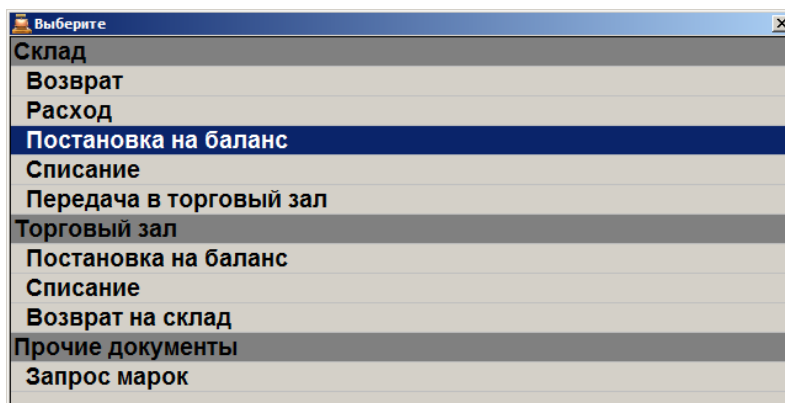 Выберите
Склад
Возврат
Расход
Постановка на баланс
Списание
Передача в торговый зал
Торговый зал
Постановка на баланс
Списание
Возврат на склад
Прочие документы
Запрос марок